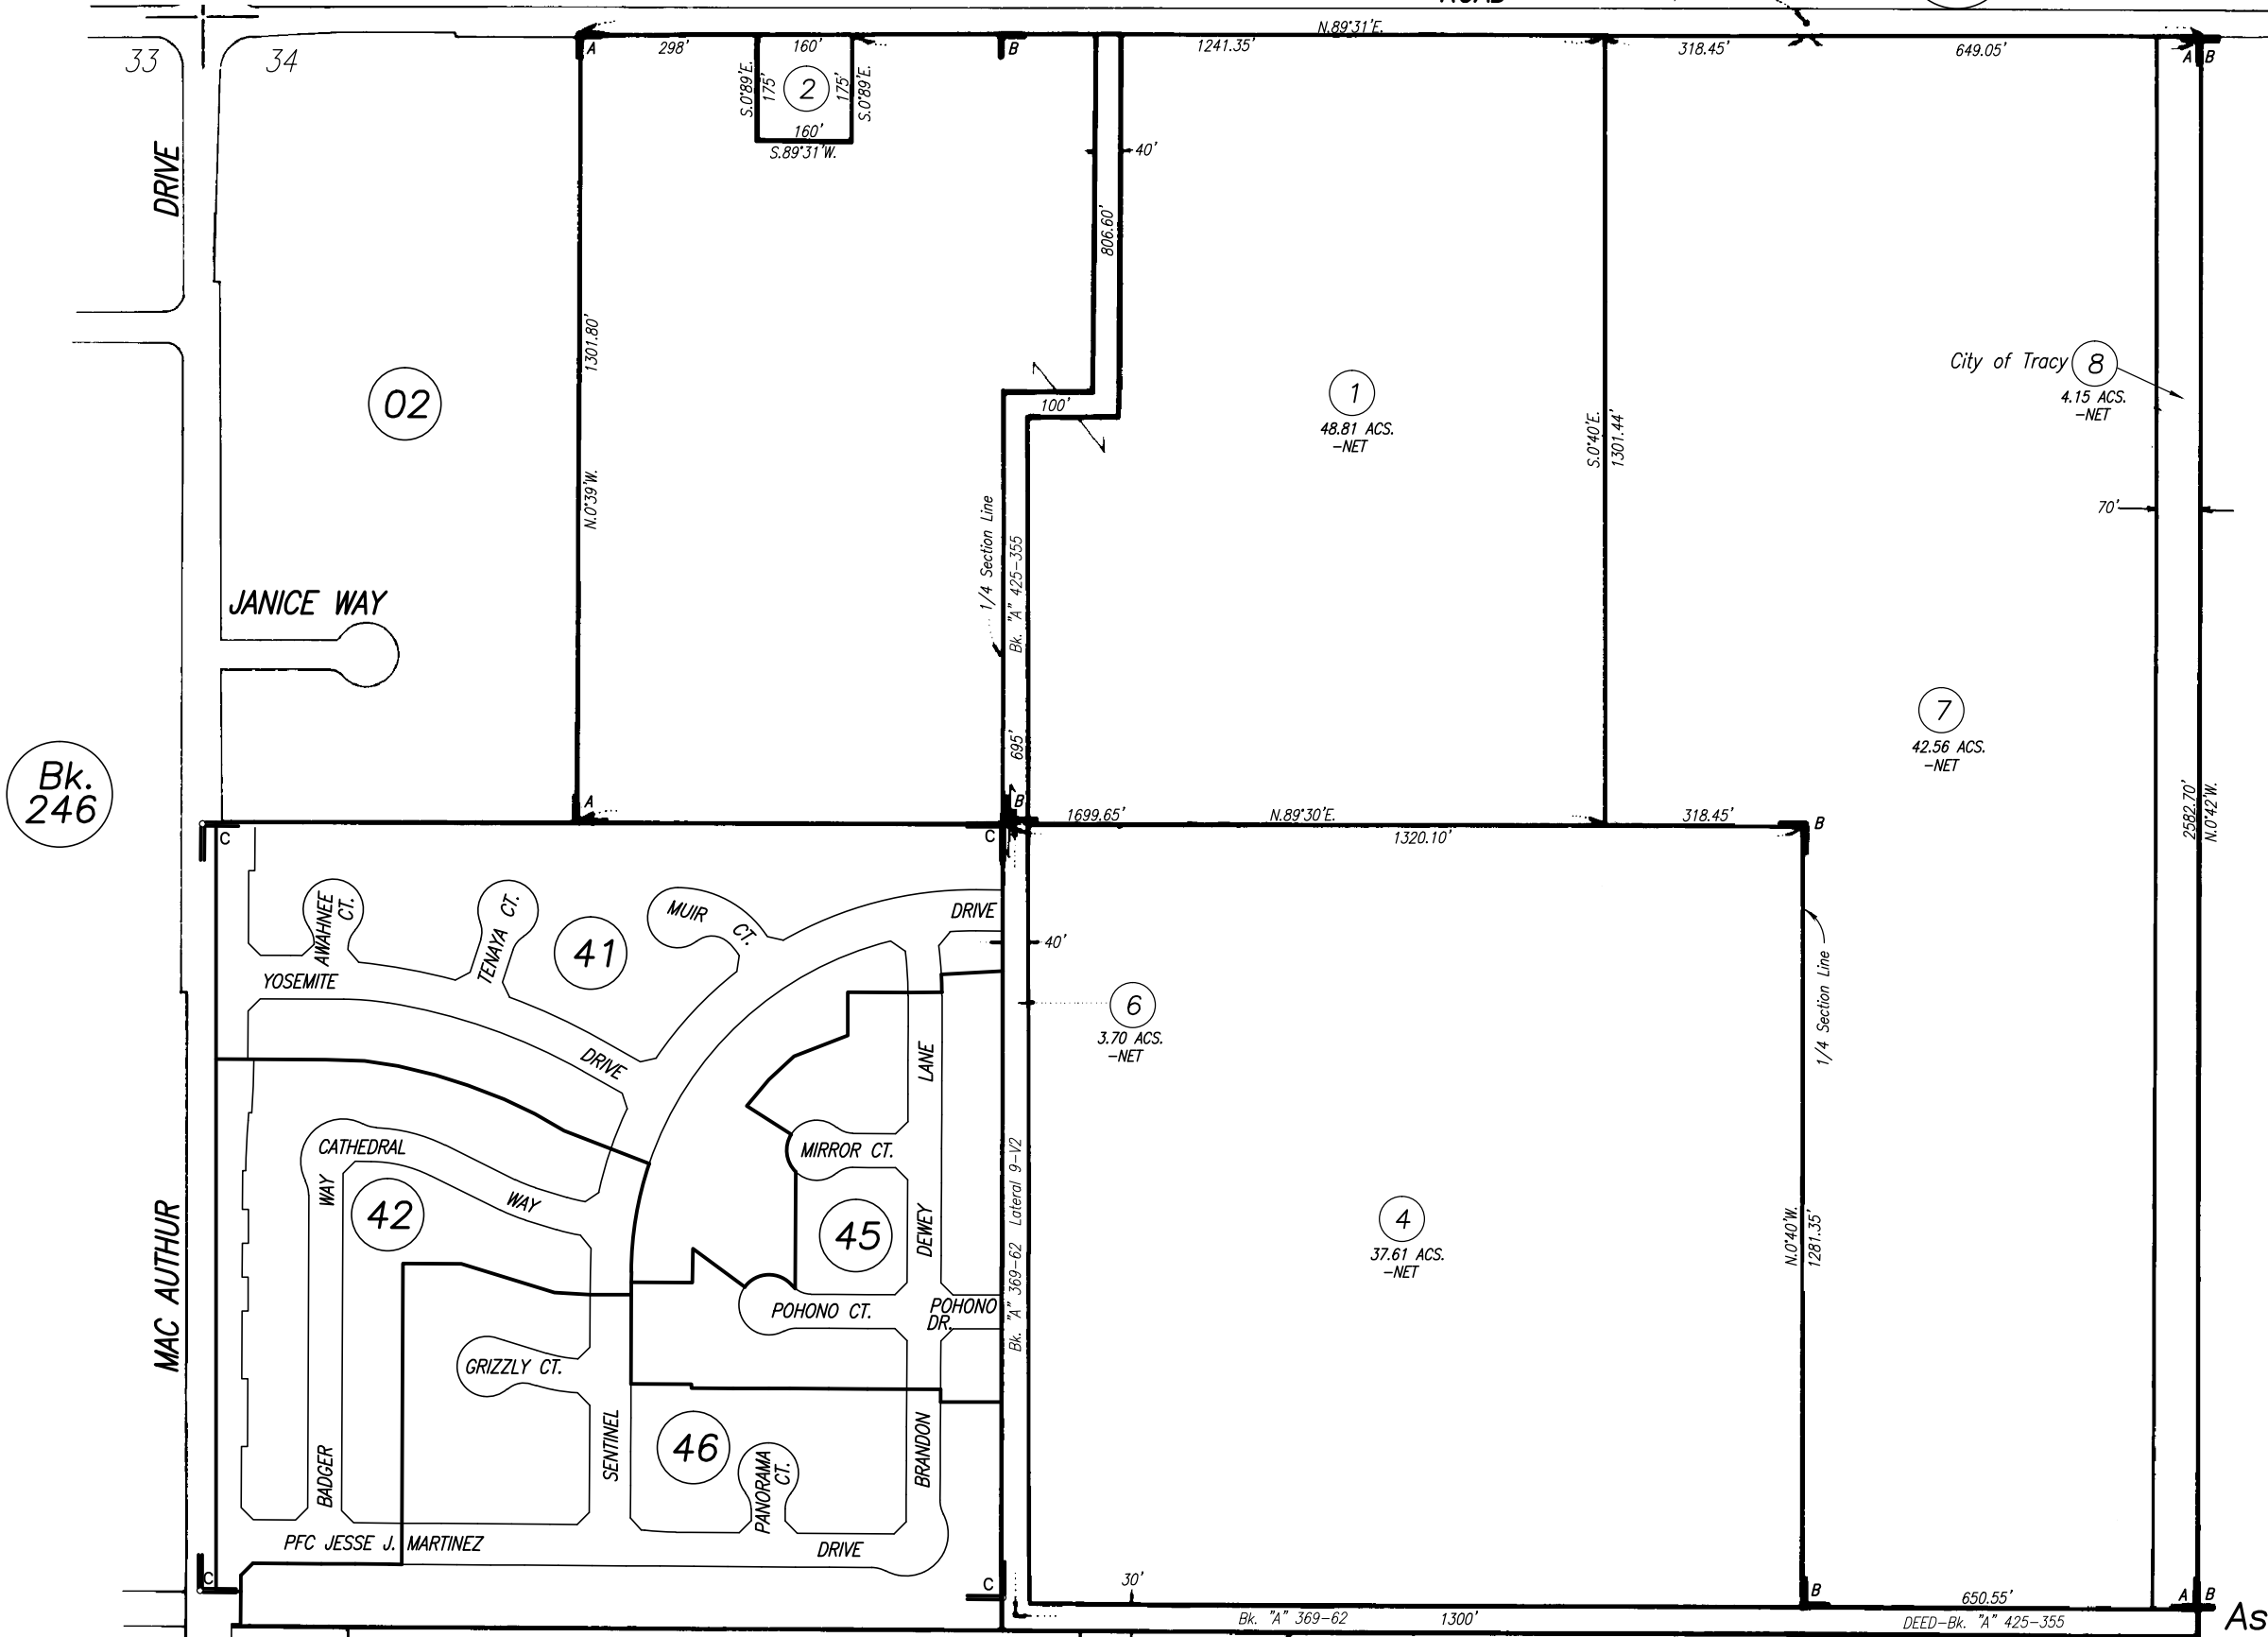 N.89°31'E.
33
34
A
298'
160'
B
1241.35'
318.45'
649.05'
A
B
S.0°89'E.
175'
2
175'
S.0°89'E.
160'
S.89°31'W.
40'
DRIVE
806.60'
1301.80'
N.0°39'W.
02
100'
1
48.81 ACS.
-NET
S.0°40'E.
1301.44'
City of Tracy
8
4.15 ACS.
-NET
70'
1/4 Section Line
Bk. "A" 425-355
695'
JANICE WAY
7
42.56 ACS.
-NET
Bk.
246
2582.70'
N.0°42'W.
A
B
1699.65'
N.89°30'E.
318.45'
B
C
C
1320.10'
AWAHNEE
CT.
TENAYA CT.
MUIR
CT.
DRIVE
41
40'
YOSEMITE
DRIVE
1/4 Section Line
6
3.70 ACS.
-NET
LANE
CATHEDRAL
WAY
WAY
MIRROR CT.
42
45
DEWEY
Bk. "A" 369-62 Lateral 9-V2
4
37.61 ACS.
-NET
N.0°40'W.
1281.35'
MAC AUTHUR
POHONO CT.
POHONO
DR.
GRIZZLY CT.
SENTINEL
46
BRANDON
BADGER
PANORAMA
CT.
PFC JESSE J. MARTINEZ
DRIVE
C
C
30'
B
650.55'
A
B
Bk. "A" 369-62
1300'
DEED-Bk. "A" 425-355
As